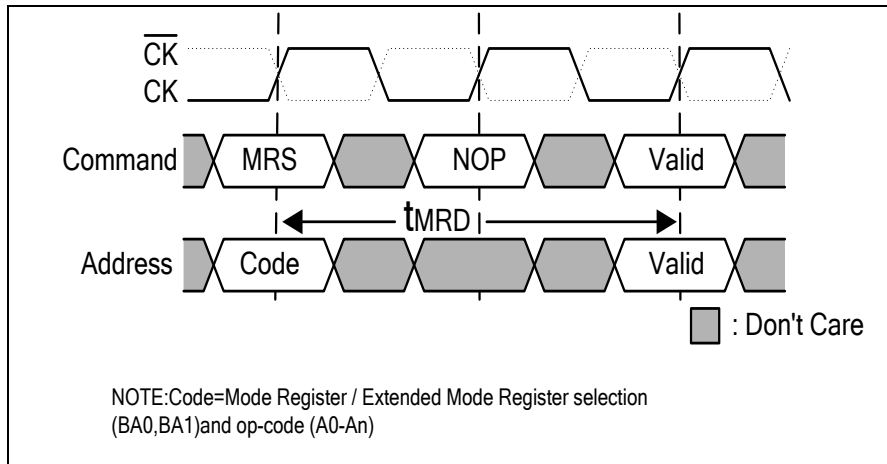 CK
CK
Command MRS NOP Valid
tMRD
Address Code Valid
: Don't Care
NOTE:Code=Mode Register / Extended Mode Register selection
(BA0,BA1)and op-code (A0-An)